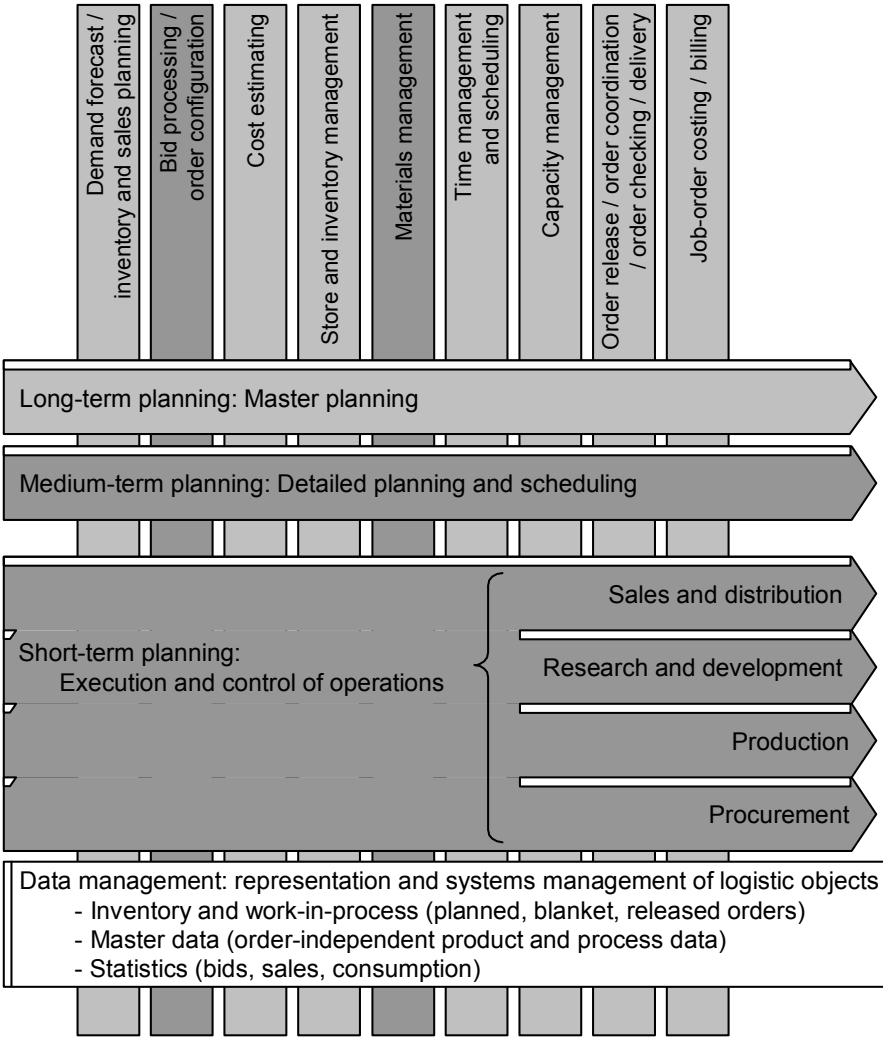 Demand forecast /
inventory and sales planning
Bid processing /
order configuration
Cost estimating
Store and inventory management
Materials management
Time management
and scheduling
Capacity management
Order release / order coordination
/ order checking / delivery
Job-order costing / billing
Long-term planning: Master planning
Medium-term planning: Detailed planning and scheduling
Sales and distribution
Short-term planning:
Execution and control of operations
Research and development
Production
Procurement
Data management: representation and systems management of logistic objects
- Inventory and work-in-process (planned, blanket, released orders)
- Master data (order-independent product and process data)
- Statistics (bids, sales, consumption)